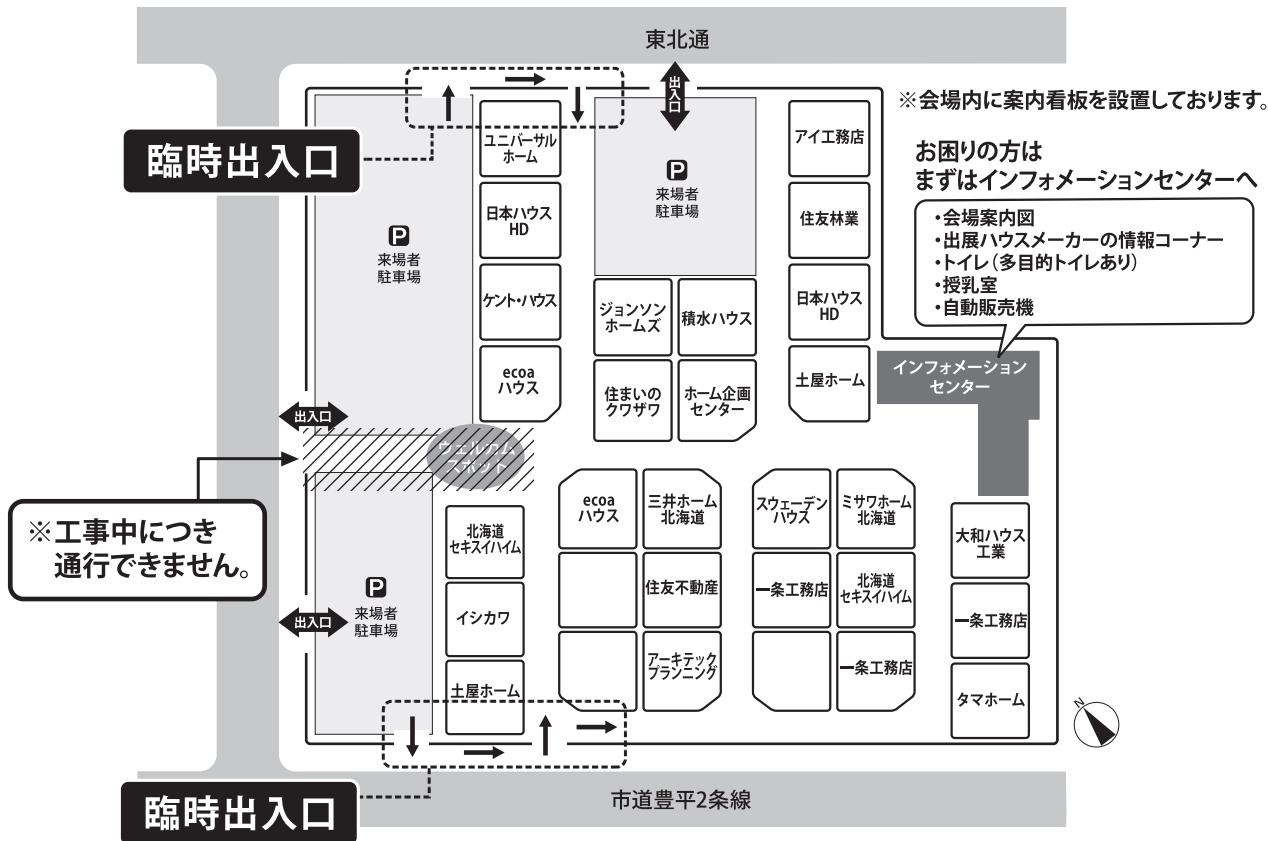 東北通
※会場内に案内看板を設置しております。
お困りの方は
まずはインフォメーションセンターへ
・会場案内図
・出展ハウスメーカーの情報コーナー
・トイレ（多目的トイレあり）
・授乳室
・自動販売機
臨時出入口
出入口
P
来場者
駐車場
P
来場者
駐車場
ユニバーサル
ホーム
日本ハウス
HD
ケント・ハウス
ecoa
ハウス
ジョンソン
ホームズ
積水ハウス
住まいの
クワザワ
ホーム企画
センター
アイ工務店
住友林業
日本ハウス
HD
土屋ホーム
インフォメーション
センター
出入口
ウェルカム
スポット
※工事中につき
通行できません。
出入口
P
来場者
駐車場
北海道
セキスイハイム
イシカワ
土屋ホーム
ecoa
ハウス
三井ホーム
北海道
住友不動産
アーキテック
プランニング
スウェーデン
ハウス
ミサワホーム
北海道
一条工務店
北海道
セキスイハイム
一条工務店
大和ハウス
工業
一条工務店
タマホーム
N
臨時出入口
市道豊平2条線